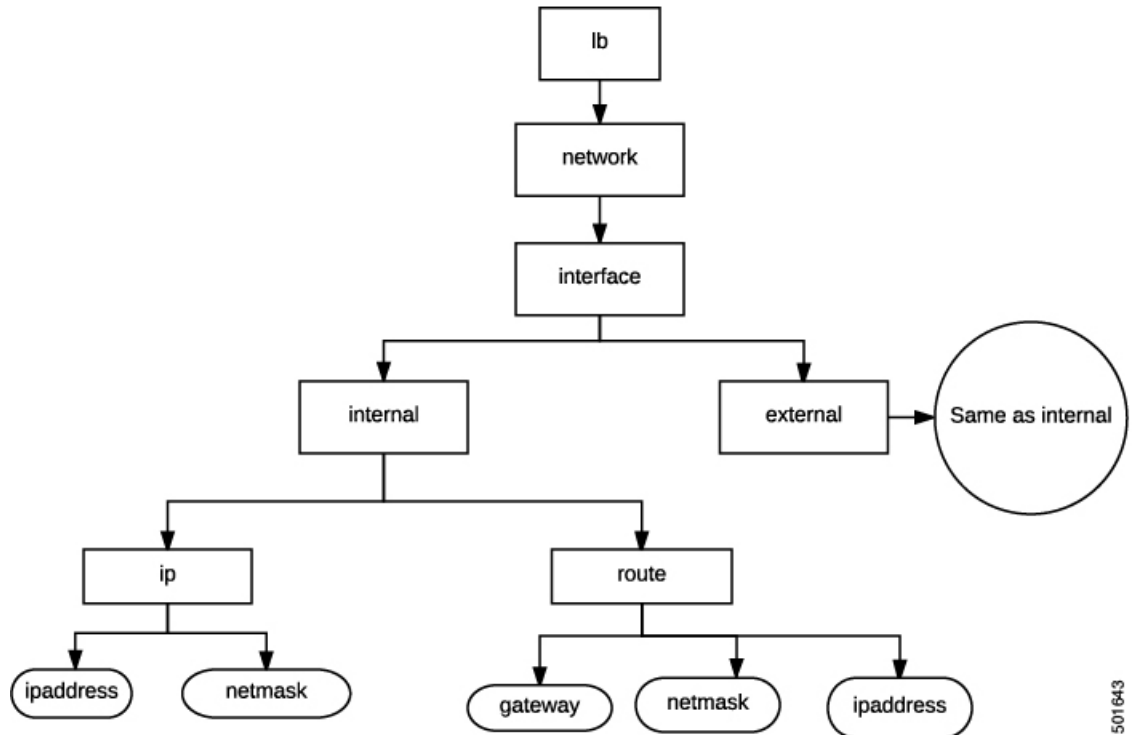 lb
network
interface
internal
external
Same as internal
ip
route
ipaddress
netmask
gateway
netmask
ipaddress
501643